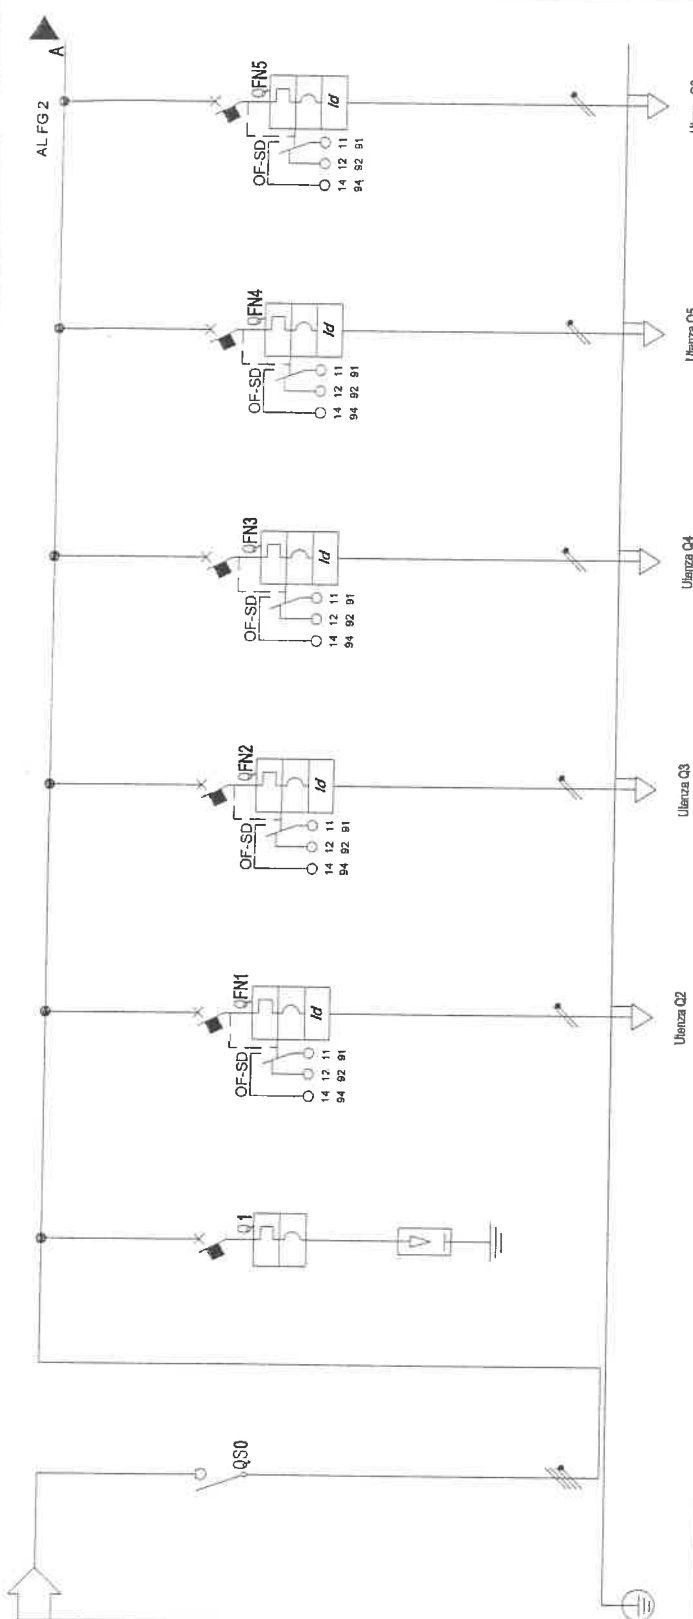 AL FG 2
A
QS0
Q1
QFN1
OF-SD
Id
14 12 11
94 92 91
Utenza Q2
QFN2
OF-SD
Id
14 12 11
94 92 91
Utenza Q3
QFN3
OF-SD
Id
14 12 11
94 92 91
Utenza Q4
QFN4
OF-SD
Id
14 12 11
94 92 91
Utenza Q5
QFN5
OF-SD
Id
14 12 11
94 92 91